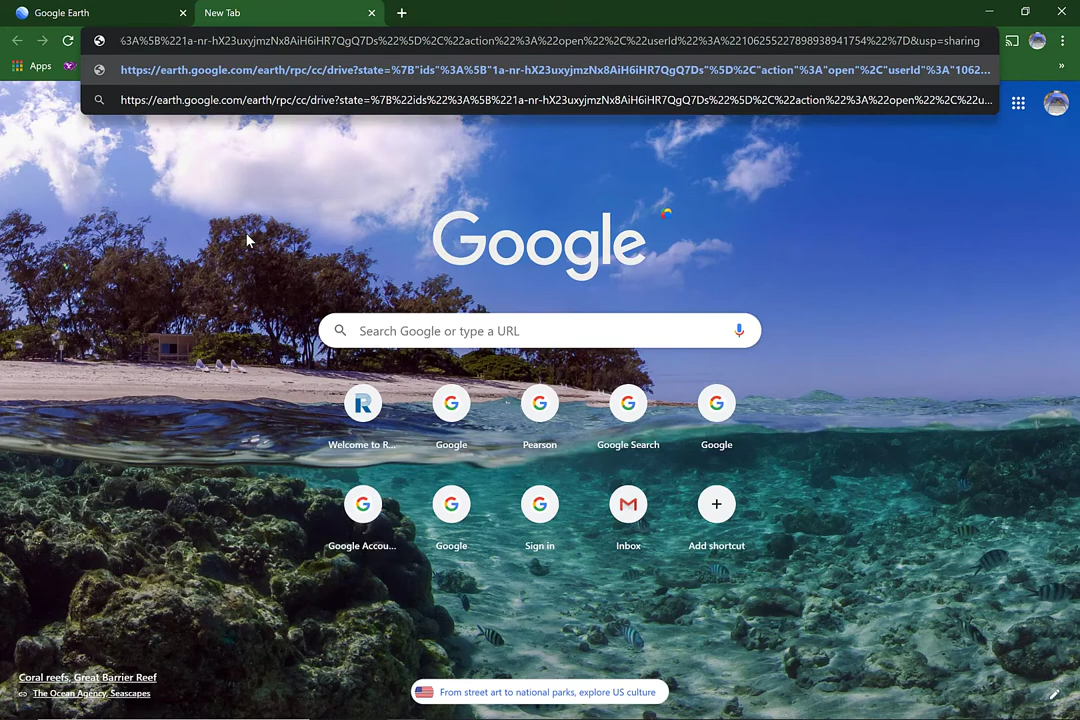 Google Earth
New Tab
%3A%5B%221a-nr-hX23uxyjmzNx8AiH6iHR7QgQ7Ds%22%5D%2C%22action%22%3A%22open%22%2C%22userId%22%3A%22106255227898938941754%22%7D&usp=sharing
Apps
»
https://earth.google.com/earth/rpc/cc/drive?state=%7B"ids"%3A%5B"1a-nr-hX23uxyjmzNx8AiH6iHR7QgQ7Ds"%5D%2C"action"%3A"open"%2C"userId"%3A"1062...
https://earth.google.com/earth/rpc/cc/drive?state=%7B%22ids%22%3A%5B%221a-nr-hX23uxyjmzNx8AiH6iHR7QgQ7Ds%22%5D%2C%22action%22%3A%22open%22%2C%22u...
Google
Search Google or type a URL
Welcome to R...
Google
Pearson
Google Search
Google
Google Accou...
Google
Sign in
Inbox
Add shortcut
Coral reefs, Great Barrier Reef
The Ocean Agency, Seascapes
From street art to national parks, explore US culture